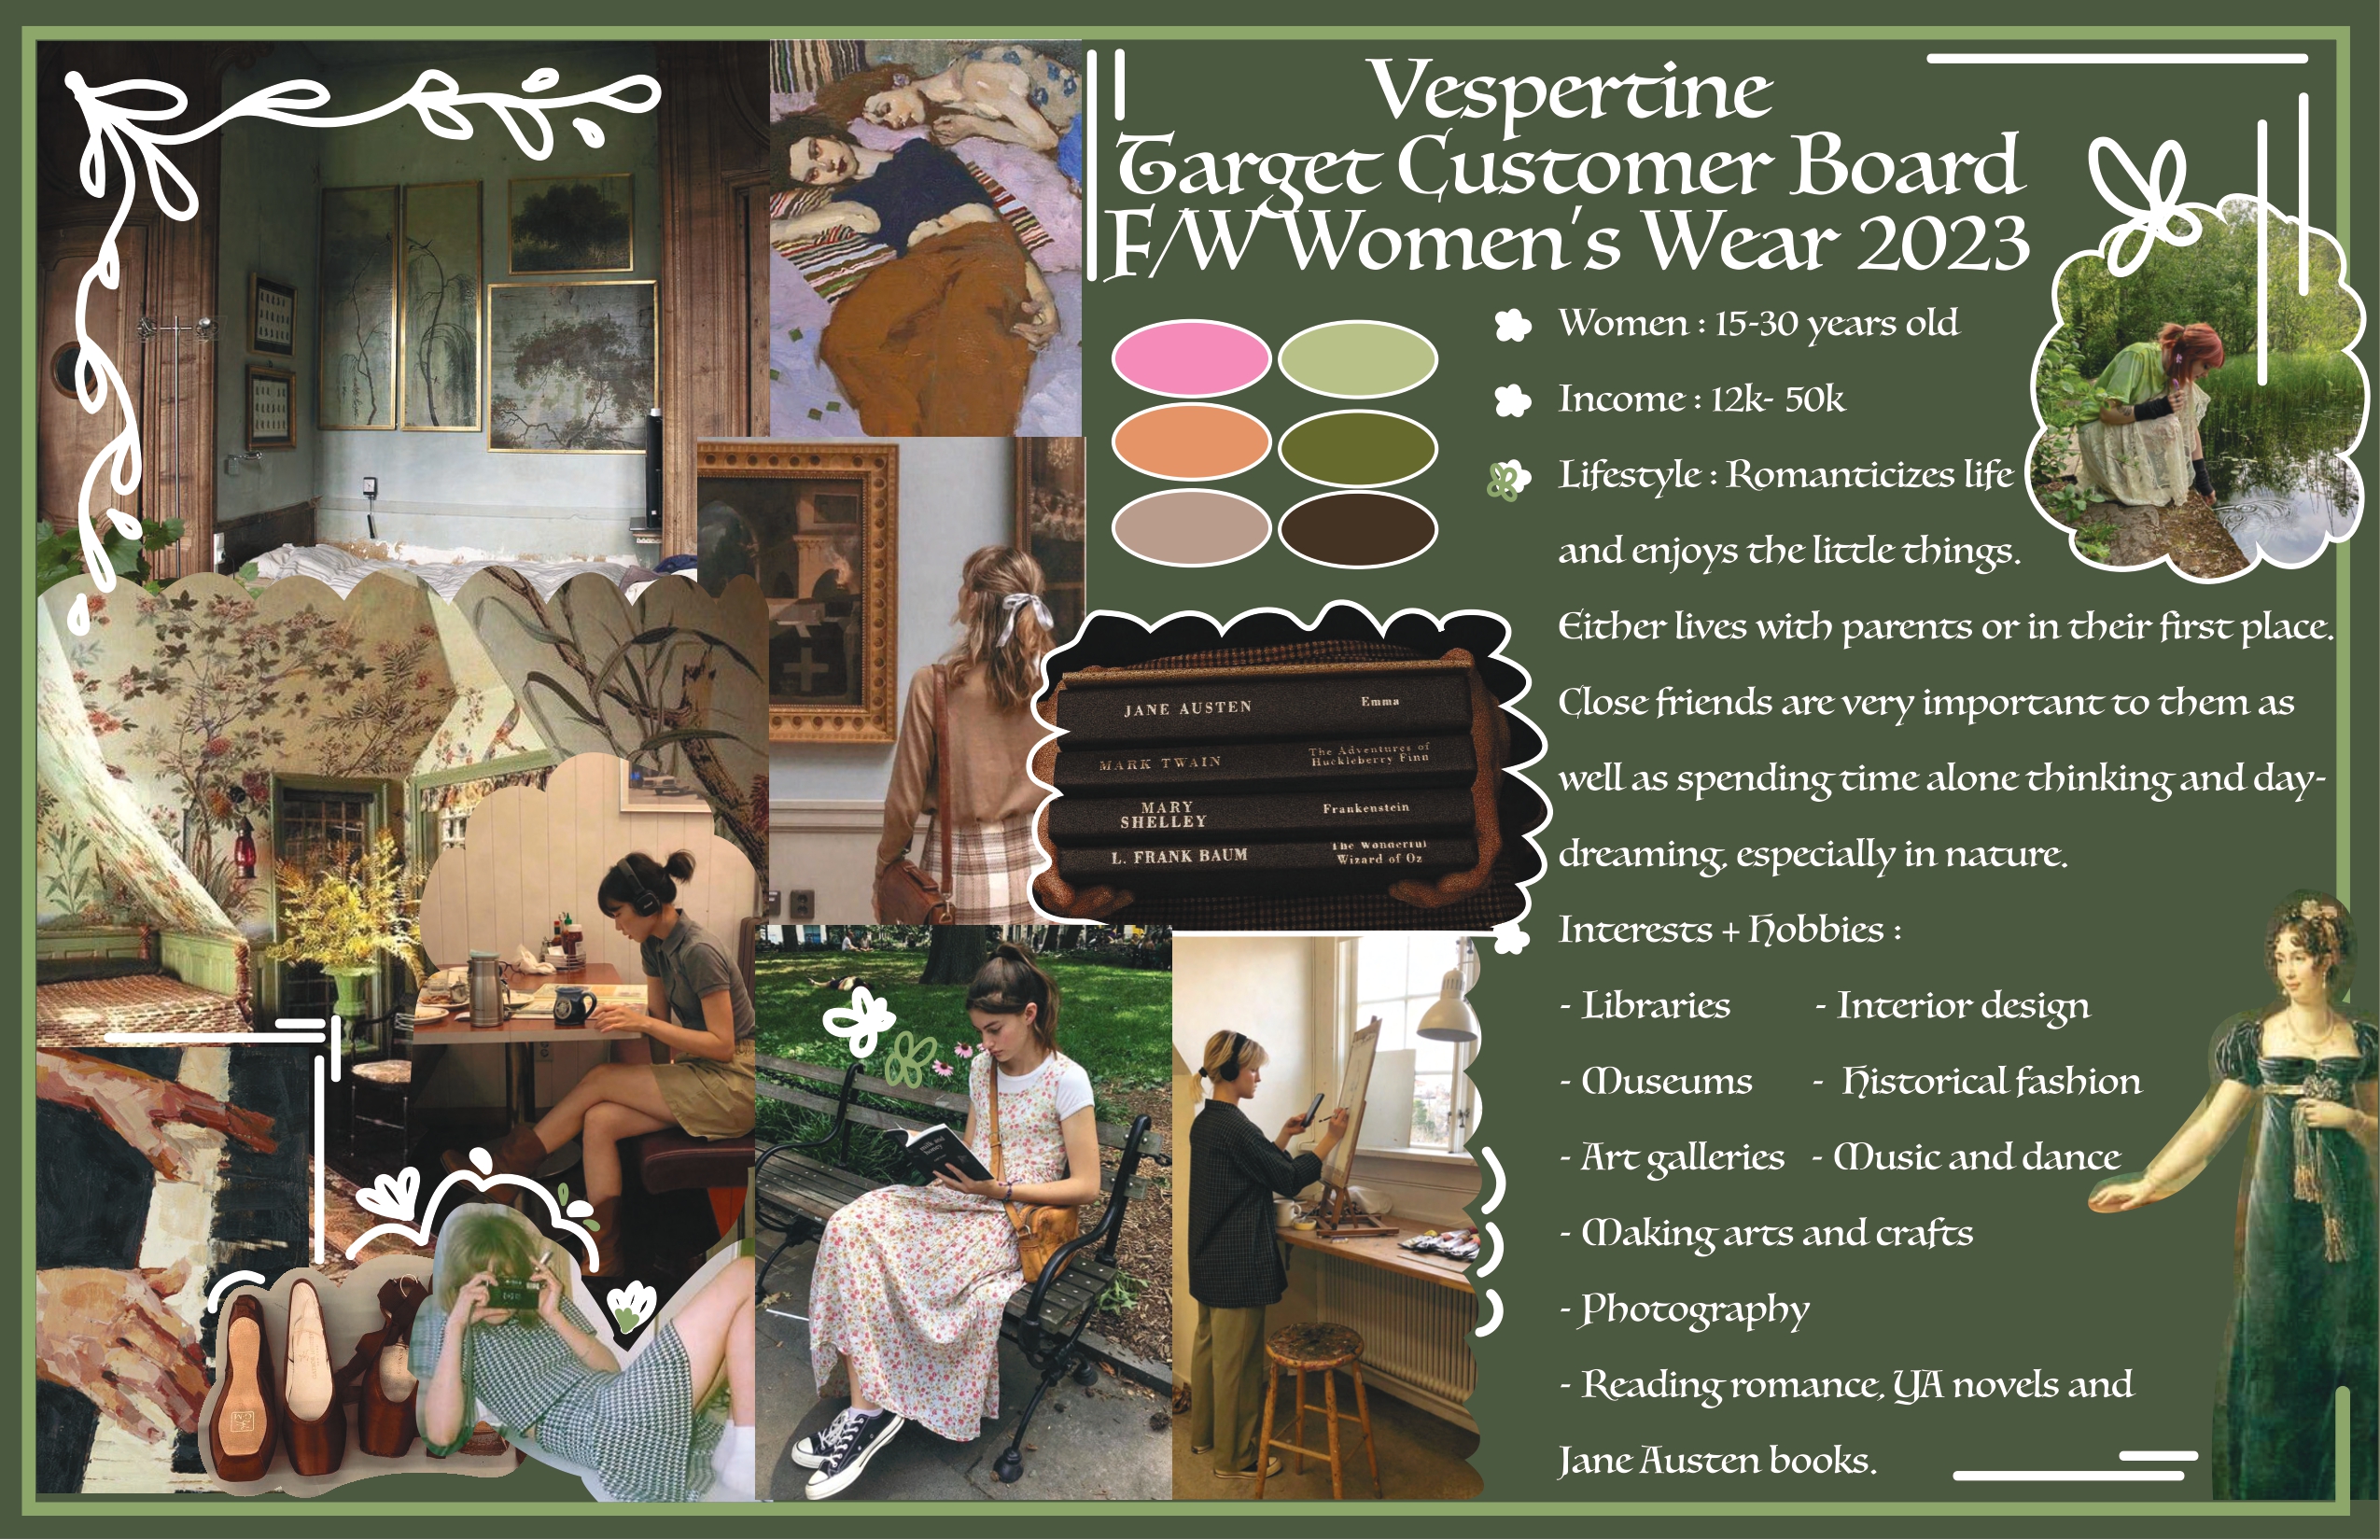 Vespertine
Target Customer Board
F/W Women's Wear 2023
Women : 15-30 years old
Income : 12k- 50k
Lifestyle : Romanticizes life
and enjoys the little things.
Either lives with parents or in their first place.
Close friends are very important to them as
well as spending time alone thinking and day-
dreaming, especially in nature.
Interests + Hobbies :
- Libraries - Interior design
- Museums - Historical fashion
- Art galleries - Music and dance
- Making arts and crafts
- Photography
- Reading romance, YA novels and
Jane Austen books.
JANE AUSTEN Emma
MARK TWAIN The Adventures of
Huckleberry Finn
MARY
SHELLEY Frankenstein
L. FRANK BAUM The Wonderful
Wizard of Oz
milk and
honey